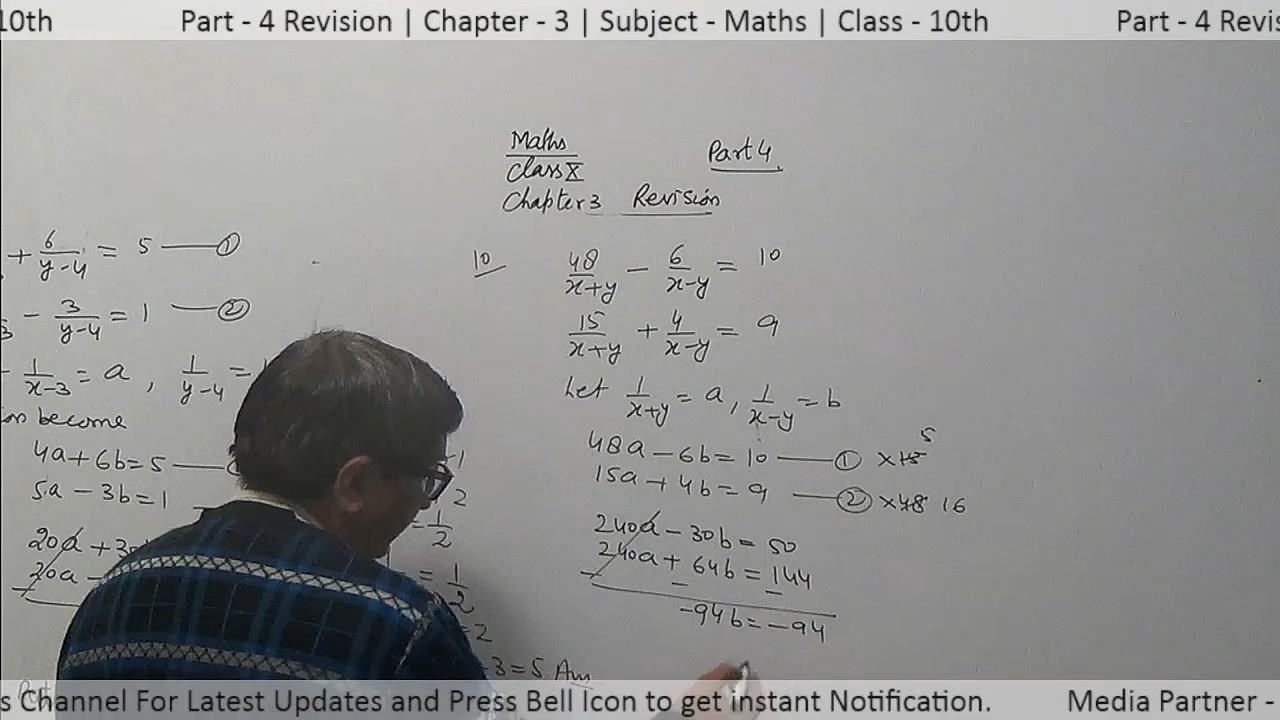 10th Part - 4 Revision | Chapter - 3 | Subject - Maths | Class - 10th Part - 4 Revis
Maths
Class X
Part 4
Chapter 3 Revision
+ 6/(y-4) = 5 —— ①
- 3/(y-4) = 1 —— ②
1/(x-3) = a , 1/(y-4) =
become
4a + 6b = 5 ——
5a - 3b = 1
20a + 3
20a -
= 1/2
= 1/2
= 2
3 = 5 Ans
10 48/(x+y) - 6/(x-y) = 10
15/(x+y) + 4/(x-y) = 9
Let 1/(x+y) = a, 1/(x-y) = b
48a - 6b = 10 —— ① × 15 5
15a + 4b = 9 —— ② × 48 16
240a - 30b = 50
240a + 64b = 144
- - -
-94b = -94
s Channel For Latest Updates and Press Bell Icon to get instant Notification. Media Partner -